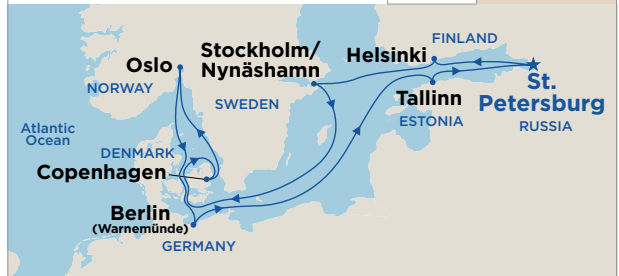 FINLAND
Stockholm/
Nynäshamn
Helsinki
Oslo
St.
Petersburg
NORWAY
SWEDEN
Tallinn
ESTONIA
RUSSIA
Atlantic
Ocean
DENMARK
Copenhagen
Berlin
(Warnemünde)
GERMANY